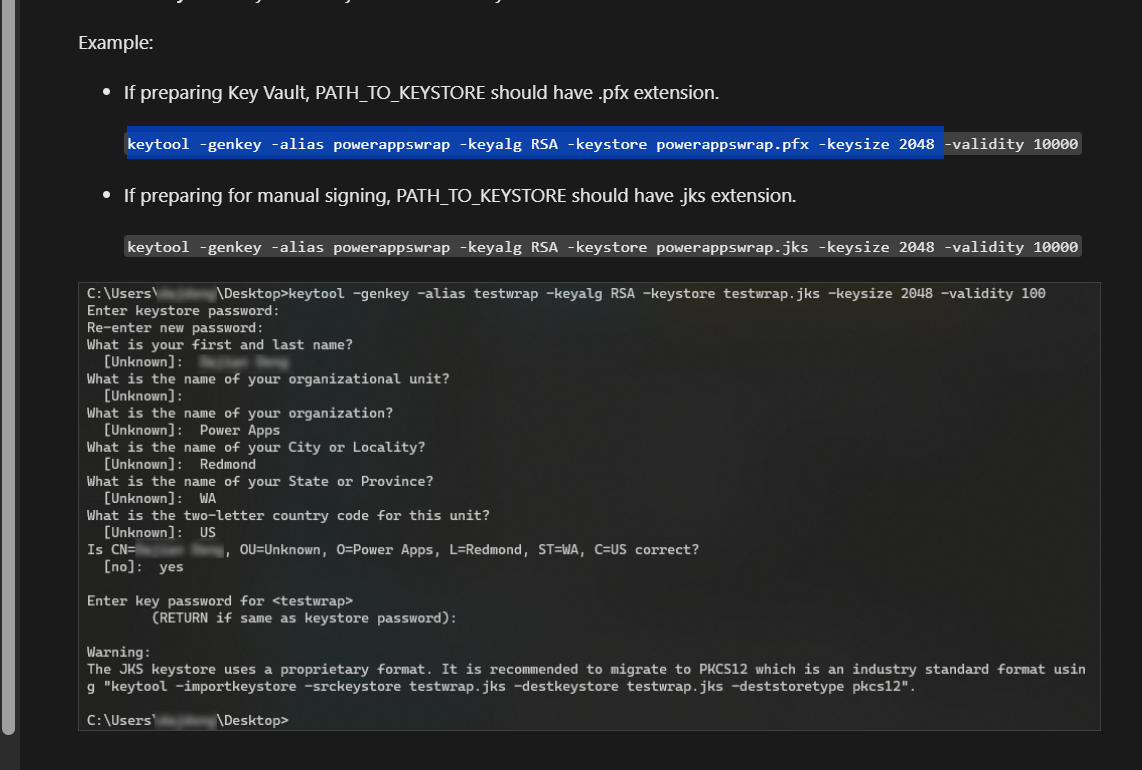 Example:
• If preparing Key Vault, PATH_TO_KEYSTORE should have .pfx extension.
keytool -genkey -alias powerappswrap -keyalg RSA -keystore powerappswrap.pfx -keysize 2048 -validity 10000
• If preparing for manual signing, PATH_TO_KEYSTORE should have .jks extension.
keytool -genkey -alias powerappswrap -keyalg RSA -keystore powerappswrap.jks -keysize 2048 -validity 10000
C:\Users\ \Desktop>keytool -genkey -alias testwrap -keyalg RSA -keystore testwrap.jks -keysize 2048 -validity 100
Enter keystore password:
Re-enter new password:
What is your first and last name?
[Unknown]:
What is the name of your organizational unit?
[Unknown]:
What is the name of your organization?
[Unknown]: Power Apps
What is the name of your City or Locality?
[Unknown]: Redmond
What is the name of your State or Province?
[Unknown]: WA
What is the two-letter country code for this unit?
[Unknown]: US
Is CN= , OU=Unknown, O=Power Apps, L=Redmond, ST=WA, C=US correct?
[no]: yes
Enter key password for <testwrap>
(RETURN if same as keystore password):
Warning:
The JKS keystore uses a proprietary format. It is recommended to migrate to PKCS12 which is an industry standard format usin
g "keytool -importkeystore -srckeystore testwrap.jks -destkeystore testwrap.jks -deststoretype pkcs12".
C:\Users\ \Desktop>